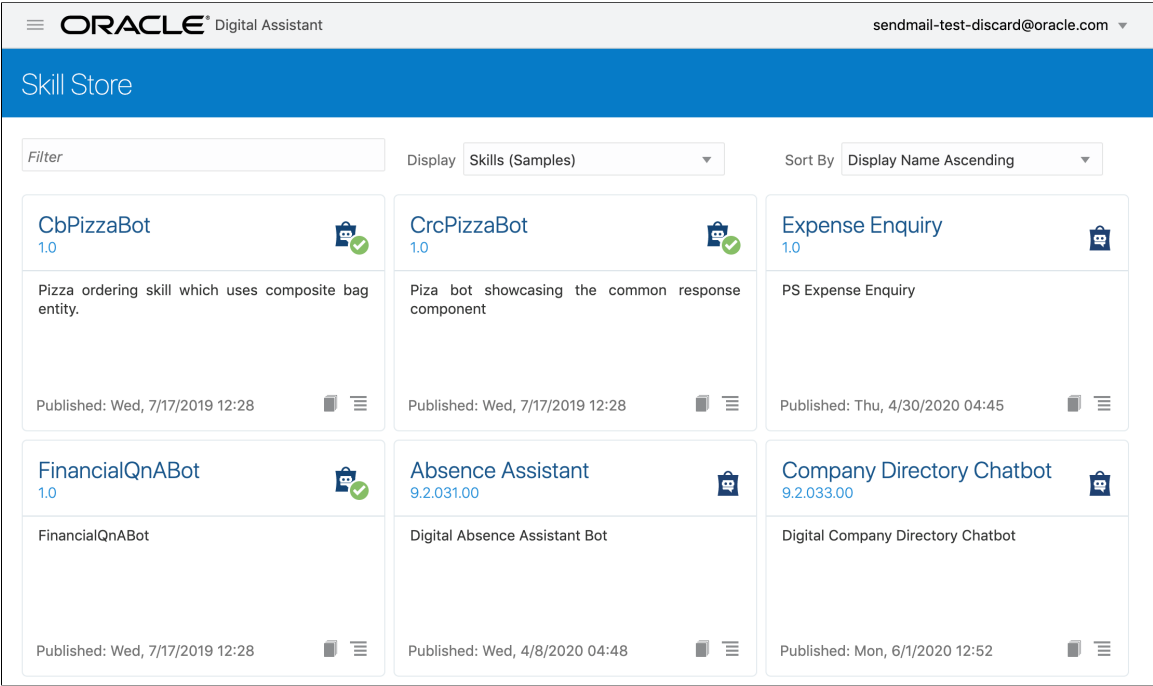 ORACLE® Digital Assistant
sendmail-test-discard@oracle.com
Skill Store
Filter
Display Skills (Samples)
Sort By Display Name Ascending
CbPizzaBot
1.0
Pizza ordering skill which uses composite bag
entity.
Published: Wed, 7/17/2019 12:28
CrcPizzaBot
1.0
Piza bot showcasing the common response
component
Published: Wed, 7/17/2019 12:28
Expense Enquiry
1.0
PS Expense Enquiry
Published: Thu, 4/30/2020 04:45
FinancialQnABot
1.0
FinancialQnABot
Published: Wed, 7/17/2019 12:28
Absence Assistant
9.2.031.00
Digital Absence Assistant Bot
Published: Wed, 4/8/2020 04:48
Company Directory Chatbot
9.2.033.00
Digital Company Directory Chatbot
Published: Mon, 6/1/2020 12:52